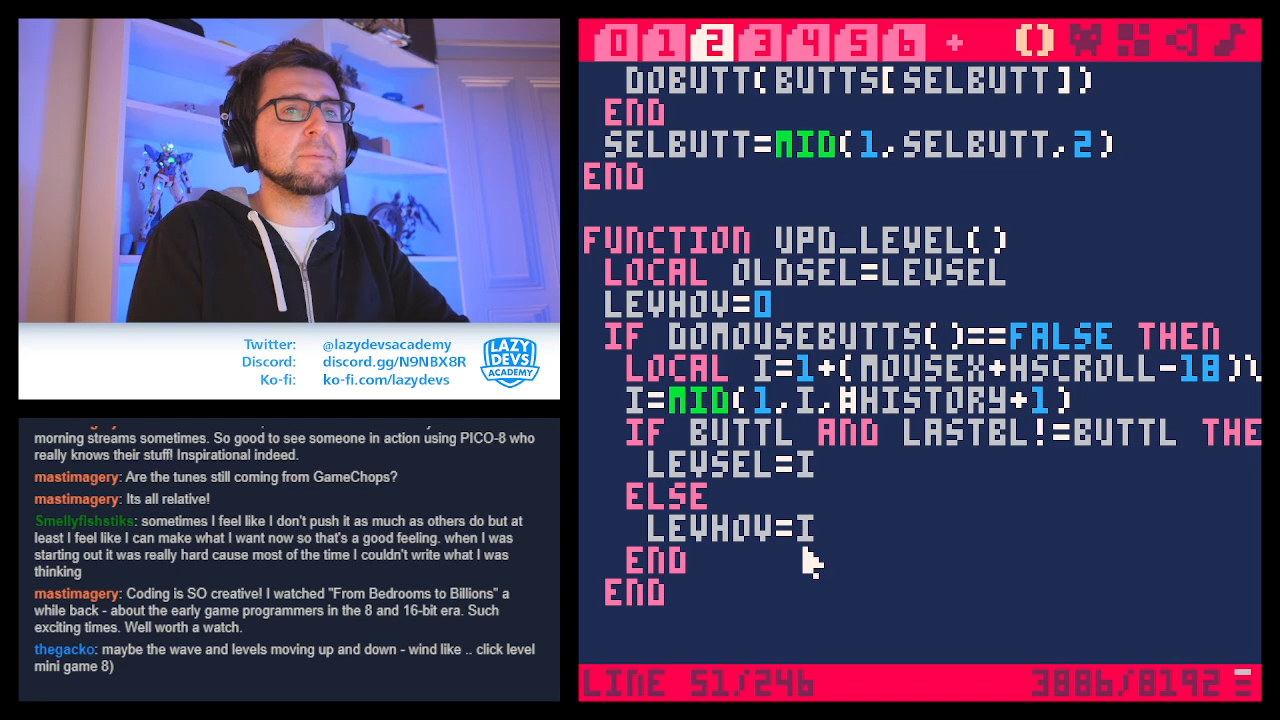 Twitter: @lazydevsacademy
Discord: discord.gg/N9NBX8R
Ko-fi: ko-fi.com/lazydevs
LAZY
DEVS
ACADEMY
morning streams sometimes. So good to see someone in action using PICO-8 who
really knows their stuff! Inspirational indeed.
mastimagery: Are the tunes still coming from GameChops?
mastimagery: Its all relative!
Smellyfishstiks: sometimes I feel like I don't push it as much as others do but at
least I feel like I can make what I want now so that's a good feeling. when I was
starting out it was really hard cause most of the time I couldn't write what I was
thinking
mastimagery: Coding is SO creative! I watched "From Bedrooms to Billions" a
while back - about the early game programmers in the 8 and 16-bit era. Such
exciting times. Well worth a watch.
thegacko: maybe the wave and levels moving up and down - wind like .. click level
mini game 8)
0 1 2 3 4 5 6 + ()
DOBUTT(BUTTS[SELBUTT])
END
SELBUTT=MID(1,SELBUTT,2)
END
FUNCTION UPD_LEVEL()
LOCAL OLDSEL=LEVSEL
LEVHOV=0
IF DOMOUSEBUTTS()==FALSE THEN
LOCAL I=1+(MOUSEX+HSCROLL-18)\
I=MID(1,I,#HISTORY+1)
IF BUTTL AND LASTBL!=BUTTL THE
LEVSEL=I
ELSE
LEVHOV=I
END
END
LINE 51/246 3886/8192